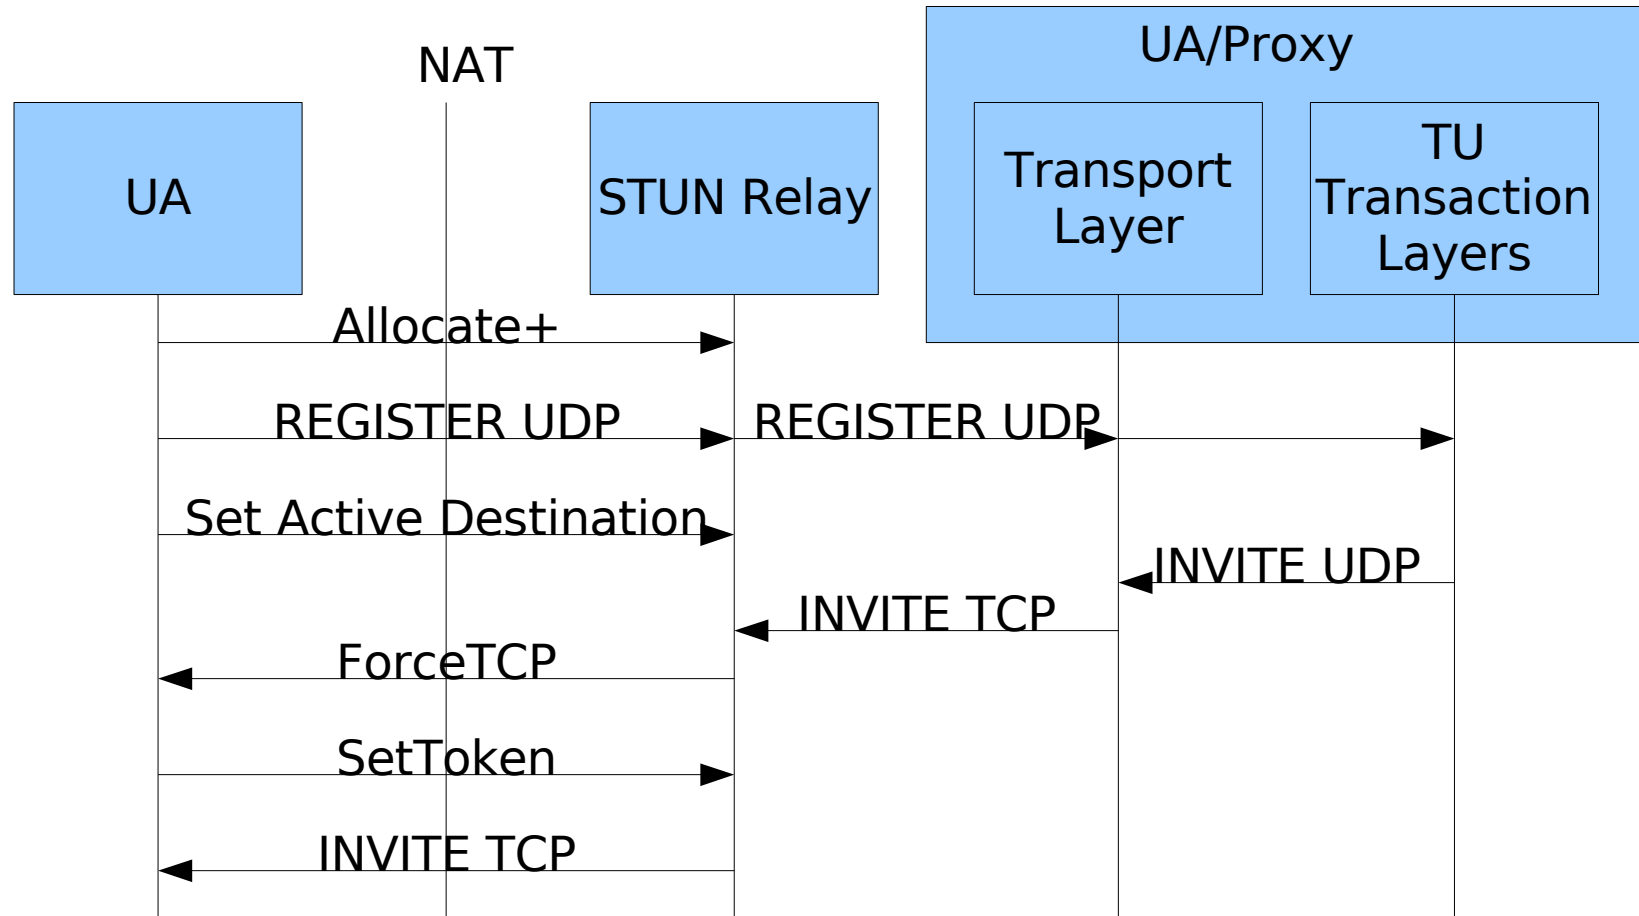 NAT
UA/Proxy
UA
STUN Relay
Transport
Layer
TU
Transaction
Layers
Allocate+
REGISTER UDP
REGISTER UDP
Set Active Destination
INVITE UDP
INVITE TCP
ForceTCP
SetToken
INVITE TCP